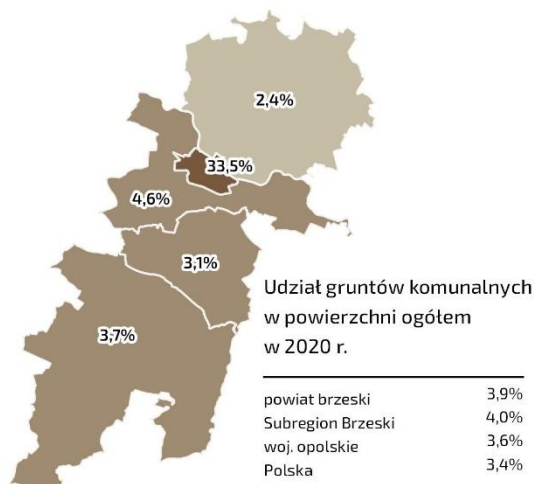 2,4%
33,5%
4,6%
3,1%
3,7%
Udział gruntów komunalnych
w powierzchni ogółem
w 2020 r.
powiat brzeski 3,9%
Subregion Brzeski 4,0%
woj. opolskie 3,6%
Polska 3,4%